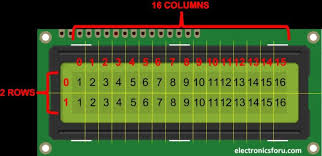 16 COLUMNS
0 1 2 3 4 5 6 7 8 9 10 11 12 13 14 15
2 ROWS
0 1 2 3 4 5 6 7 8 9 10 11 12 13 14 15 16
1 1 2 3 4 5 6 7 8 9 10 11 12 13 14 15 16
electronicsforu.com